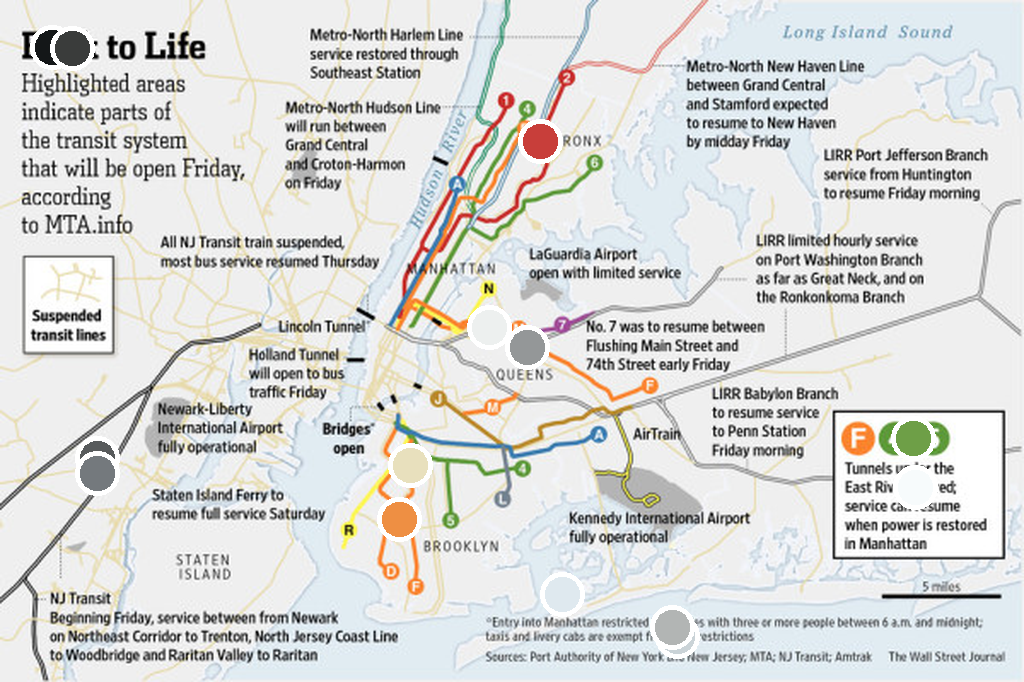 to Life
Highlighted areas
indicate parts of
the transit system
that will be open Friday,
according
to MTA.info
Suspended
transit lines
Metro-North Harlem Line
service restored through
Southeast Station
Metro-North Hudson Line
will run between
Grand Central
and Croton-Harmon
on Friday
All NJ Transit train suspended,
most bus service resumed Thursday
Hudson River
Long Island Sound
Metro-North New Haven Line
between Grand Central
and Stamford expected
to resume to New Haven
by midday Friday
LIRR Port Jefferson Branch
service from Huntington
to resume Friday morning
LIRR limited hourly service
on Port Washington Branch
as far as Great Neck, and on
the Ronkonkoma Branch
1
4
2
6
A
RONX
MANHATTAN
LaGuardia Airport
open with limited service
N
7
No. 7 was to resume between
Flushing Main Street and
74th Street early Friday
QUEENS
Lincoln Tunnel*
Holland Tunnel
will open to bus
traffic Friday
Newark-Liberty
International Airport
fully operational
Bridges*
open
J
M
F
A
AirTrain
LIRR Babylon Branch
to resume service
to Penn Station
Friday morning
4
L
5
R
D
F
BROOKLYN
Kennedy International Airport
fully operational
Staten Island Ferry to
resume full service Saturday
STATEN
ISLAND
F
Tunnels the
East
service
when power is restored
in Manhattan
5 miles
NJ Transit
Beginning Friday, service between from Newark
on Northeast Corridor to Trenton, North Jersey Coast Line
to Woodbridge and Raritan Valley to Raritan
*Entry into Manhattan restricted with three or more people between 6 a.m. and midnight;
taxis and livery cabs are exempt restrictions
Sources: Port Authority of New York and New Jersey; MTA; NJ Transit; Amtrak The Wall Street Journal